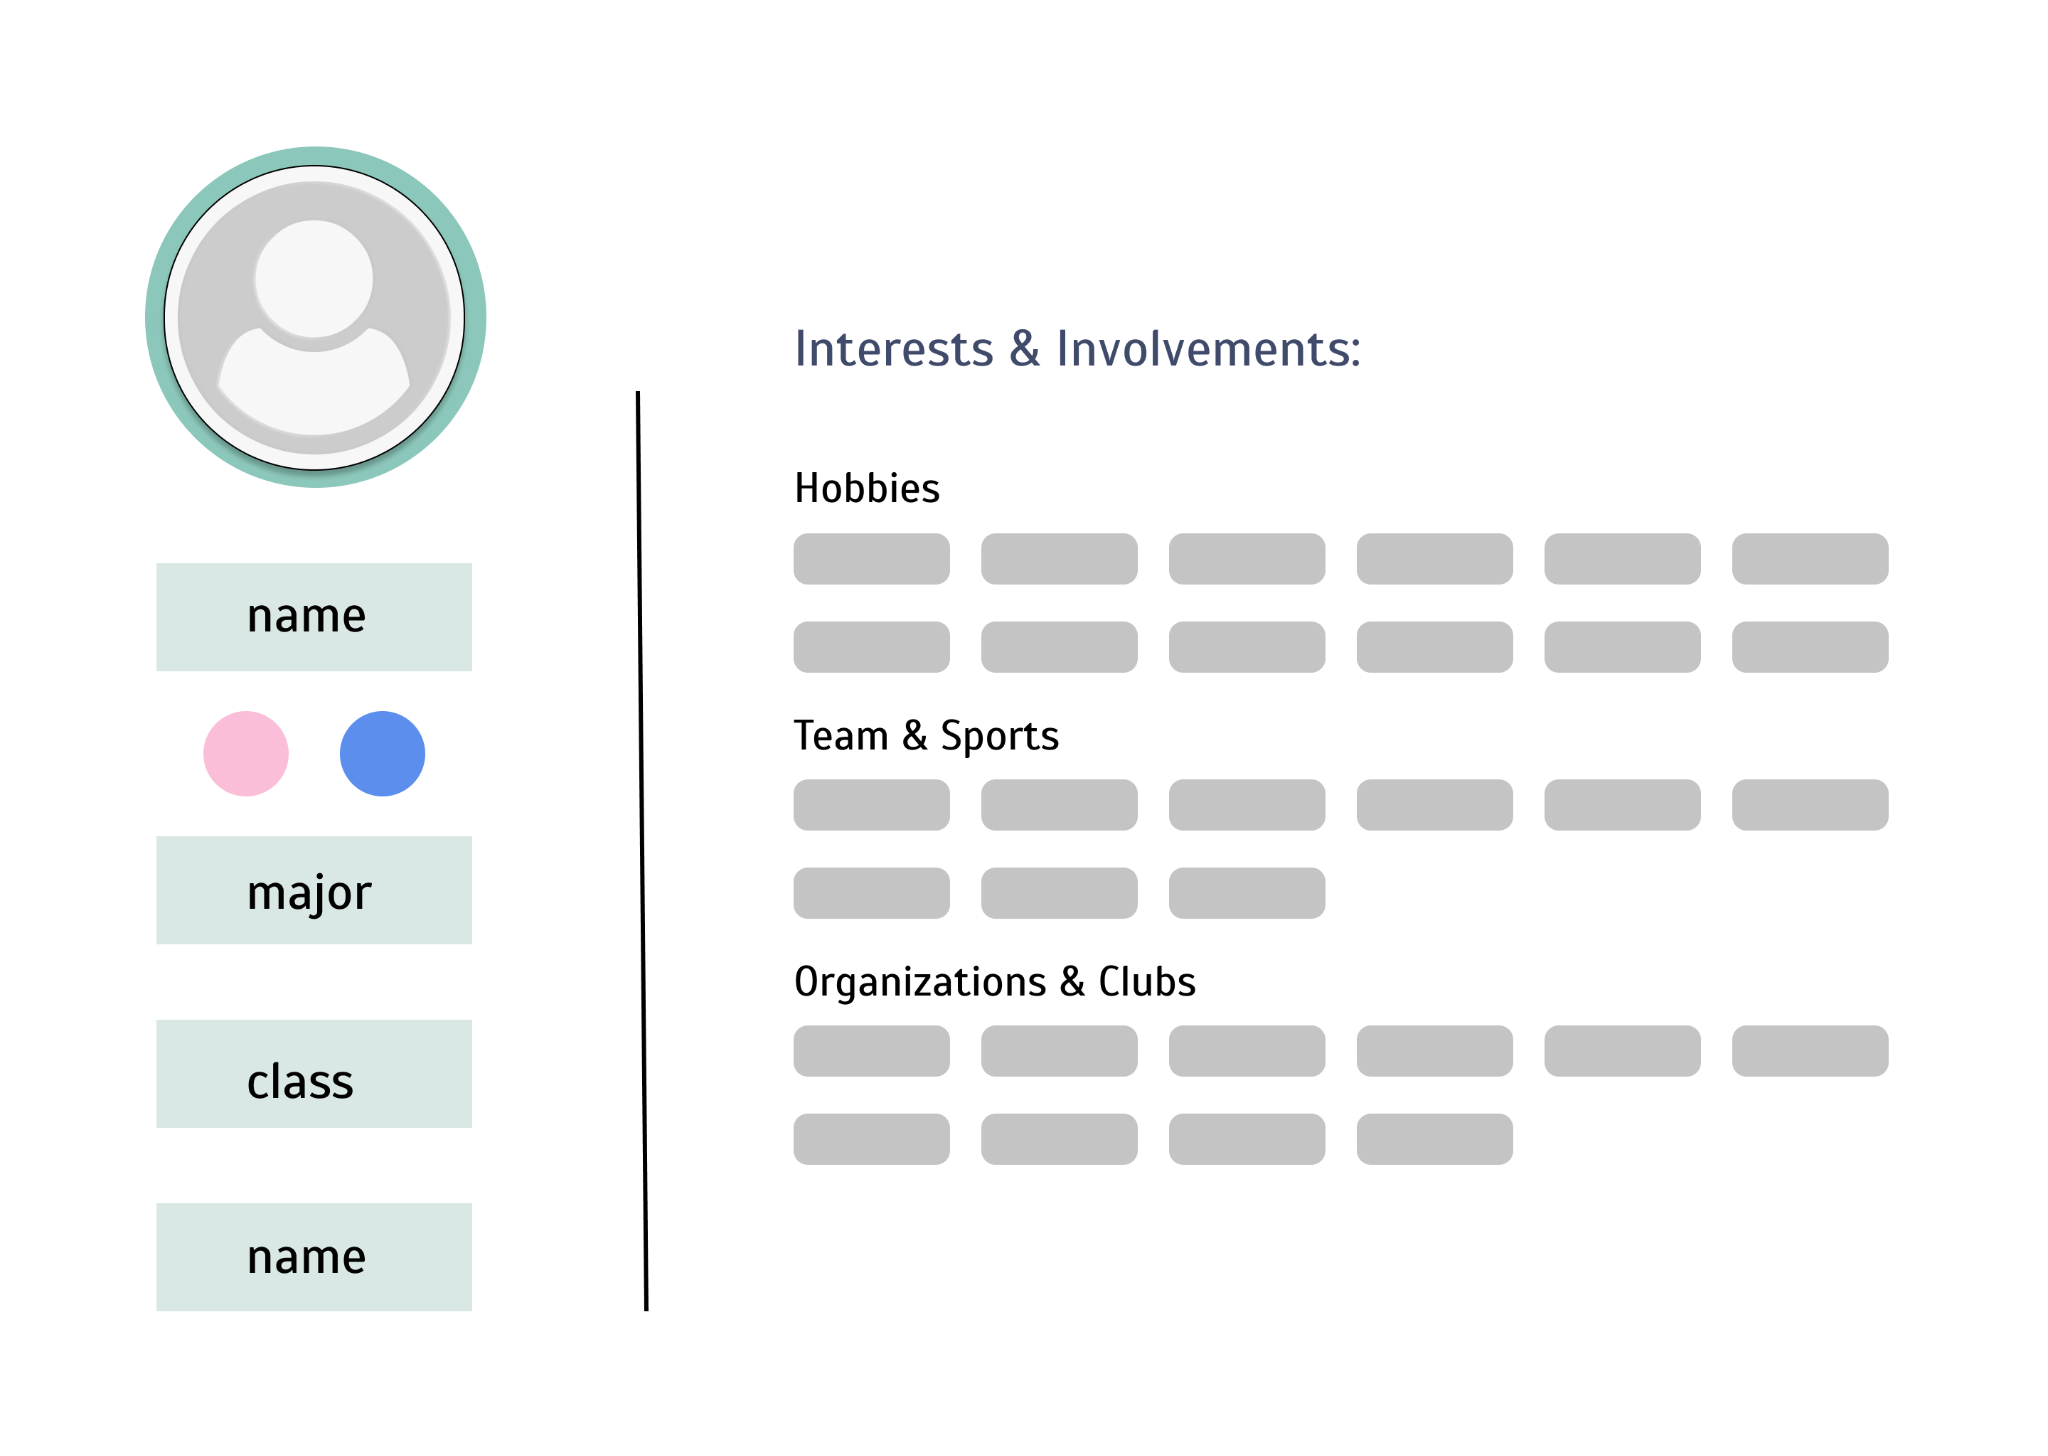 name
major
class
name
Interests & Involvements:
Hobbies
Team & Sports
Organizations & Clubs